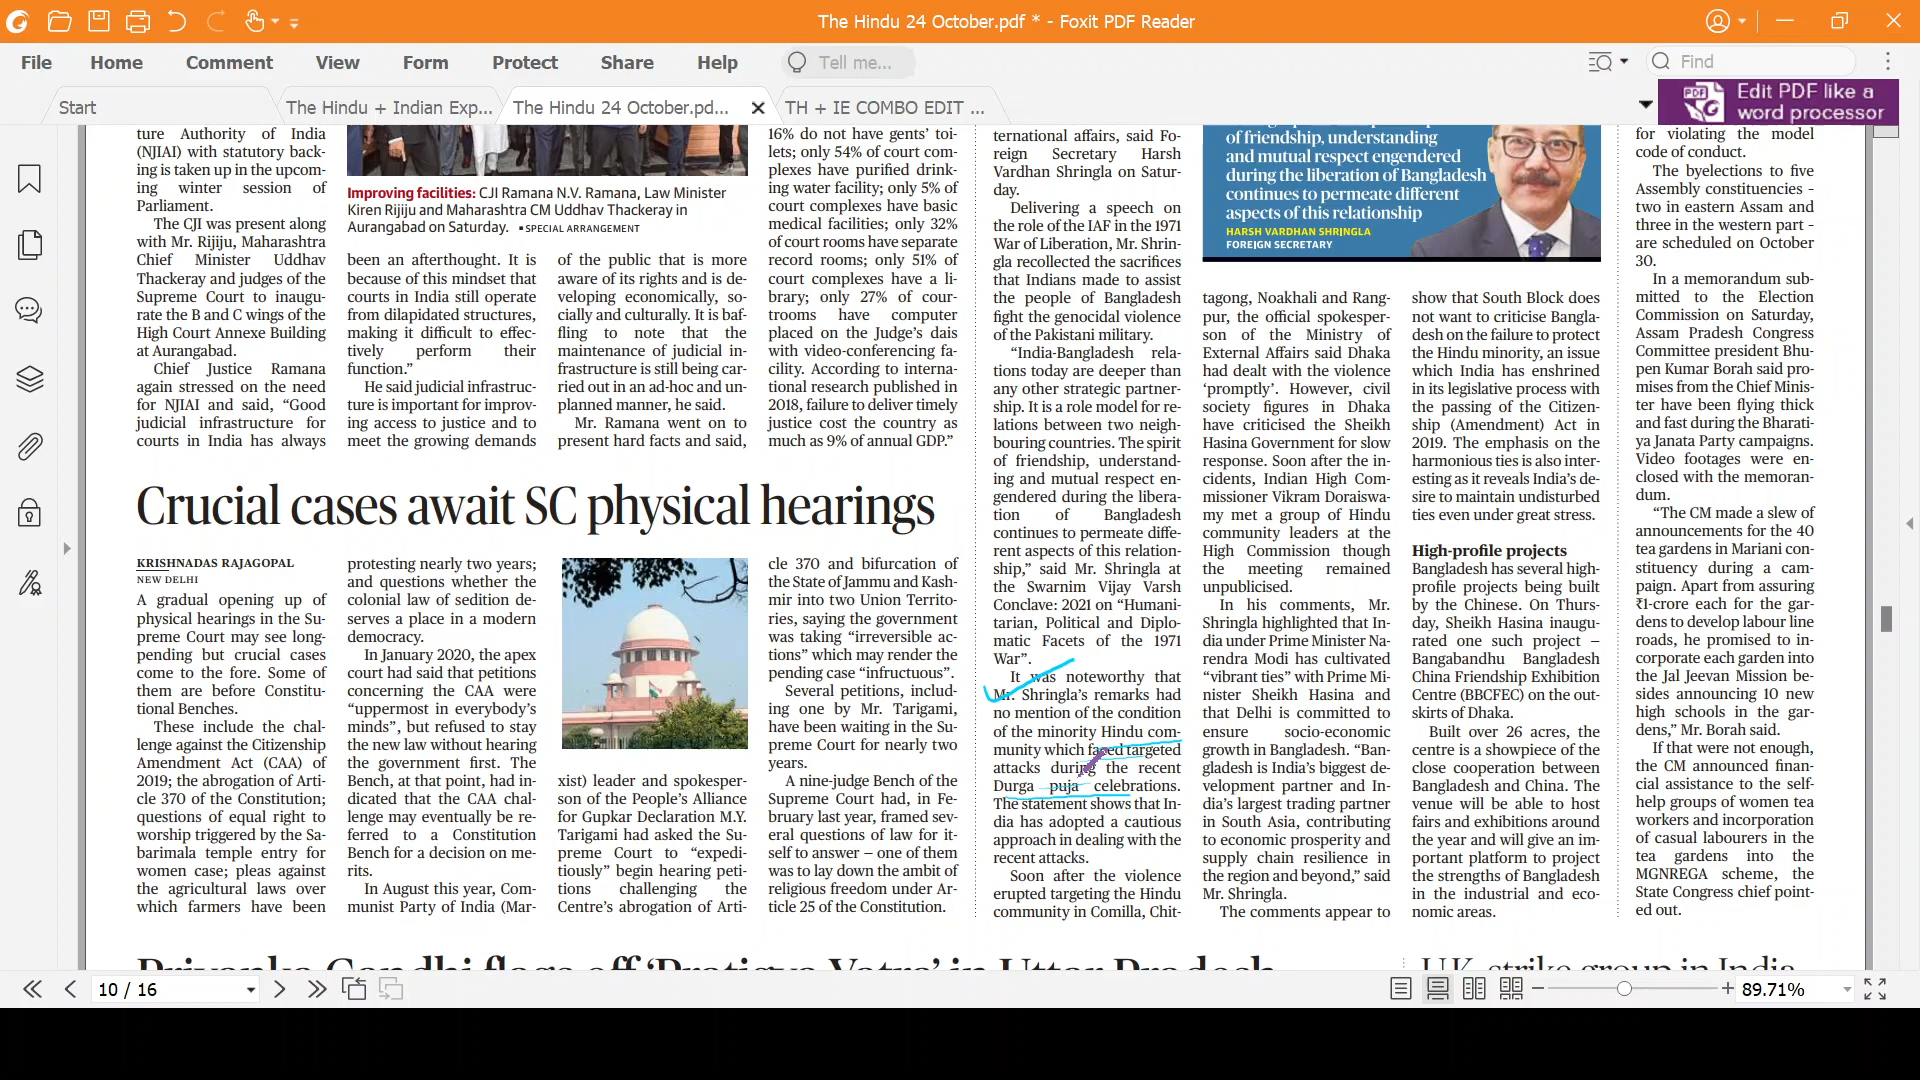 The Hindu 24 October.pdf * - Foxit PDF Reader
File Home Comment View Form Protect Share Help Tell me... Find
Start The Hindu + Indian Exp... The Hindu 24 October.pd... TH + IE COMBO EDIT ...
Edit PDF like a
word processor
ture Authority of India
(NJIAI) with statutory back-
ing is taken up in the upcom-
ing winter session of
Parliament.
The CJI was present along
with Mr. Rijiju, Maharashtra
Chief Minister Uddhav
Thackeray and judges of the
Supreme Court to inaugu-
rate the B and C wings of the
High Court Annexe Building
at Aurangabad.
Chief Justice Ramana
again stressed on the need
for NJIAI and said, “Good
judicial infrastructure for
courts in India has always
Improving facilities: CJI Ramana N.V. Ramana, Law Minister
Kiren Rijiju and Maharashtra CM Uddhav Thackeray in
Aurangabad on Saturday. ▪ SPECIAL ARRANGEMENT
been an afterthought. It is
because of this mindset that
courts in India still operate
from dilapidated structures,
making it difficult to effec-
tively perform their
function.”
He said judicial infrastruc-
ture is important for improv-
ing access to justice and to
meet the growing demands
of the public that is more
aware of its rights and is de-
veloping economically, so-
cially and culturally. It is baf-
fling to note that the
maintenance of judicial in-
frastructure is still being car-
ried out in an ad-hoc and un-
planned manner, he said.
Mr. Ramana went on to
present hard facts and said,
16% do not have gents’ toi-
lets; only 54% of court com-
plexes have purified drink-
ing water facility; only 5% of
court complexes have basic
medical facilities; only 32%
of court rooms have separate
record rooms; only 51% of
court complexes have a li-
brary; only 27% of cour-
trooms have computer
placed on the Judge’s dais
with video-conferencing fa-
cility. According to interna-
tional research published in
2018, failure to deliver timely
justice cost the country as
much as 9% of annual GDP.”
Crucial cases await SC physical hearings
KRISHNADAS RAJAGOPAL
NEW DELHI
A gradual opening up of
physical hearings in the Su-
preme Court may see long-
pending but crucial cases
come to the fore. Some of
them are before Constitu-
tional Benches.
These include the chal-
lenge against the Citizenship
Amendment Act (CAA) of
2019; the abrogation of Arti-
cle 370 of the Constitution;
questions of equal right to
worship triggered by the Sa-
barimala temple entry for
women case; pleas against
the agricultural laws over
which farmers have been
protesting nearly two years;
and questions whether the
colonial law of sedition de-
serves a place in a modern
democracy.
In January 2020, the apex
court had said that petitions
concerning the CAA were
“uppermost in everybody’s
minds”, but refused to stay
the new law without hearing
the government first. The
Bench, at that point, had in-
dicated that the CAA chal-
lenge may eventually be re-
ferred to a Constitution
Bench for a decision on me-
rits.
In August this year, Com-
munist Party of India (Mar-
xist) leader and spokesper-
son of the People’s Alliance
for Gupkar Declaration M.Y.
Tarigami had asked the Su-
preme Court to “expedi-
tiously” begin hearing peti-
tions challenging the
Centre’s abrogation of Arti-
cle 370 and bifurcation of
the State of Jammu and Kash-
mir into two Union Territo-
ries, saying the government
was taking “irreversible ac-
tions” which may render the
pending case “infructuous”.
Several petitions, includ-
ing one by Mr. Tarigami,
have been waiting in the Su-
preme Court for nearly two
years.
A nine-judge Bench of the
Supreme Court had, in Fe-
bruary last year, framed sev-
eral questions of law for it-
self to answer – one of them
was to lay down the ambit of
religious freedom under Ar-
ticle 25 of the Constitution.
ternational affairs, said Fo-
reign Secretary Harsh
Vardhan Shringla on Satur-
day.
Delivering a speech on
the role of the IAF in the 1971
War of Liberation, Mr. Shrin-
gla recollected the sacrifices
that Indians made to assist
the people of Bangladesh
fight the genocidal violence
of the Pakistani military.
“India-Bangladesh rela-
tions today are deeper than
any other strategic partner-
ship. It is a role model for re-
lations between two neigh-
bouring countries. The spirit
of friendship, understand-
ing and mutual respect en-
gendered during the libera-
tion of Bangladesh
continues to permeate diffe-
rent aspects of this relation-
ship,” said Mr. Shringla at
the Swarnim Vijay Varsh
Conclave: 2021 on “Humani-
tarian, Political and Diplo-
matic Facets of the 1971
War”.
It was noteworthy that
Mr. Shringla’s remarks had
no mention of the condition
of the minority Hindu com-
munity which faced targeted
attacks during the recent
Durga puja celebrations.
The statement shows that In-
dia has adopted a cautious
approach in dealing with the
recent attacks.
Soon after the violence
erupted targeting the Hindu
community in Comilla, Chit-
of friendship, understanding
and mutual respect engendered
during the liberation of Bangladesh
continues to permeate different
aspects of this relationship
HARSH VARDHAN SHRINGLA
FOREIGN SECRETARY
tagong, Noakhali and Rang-
pur, the official spokesper-
son of the Ministry of
External Affairs said Dhaka
had dealt with the violence
‘promptly’. However, civil
society figures in Dhaka
have criticised the Sheikh
Hasina Government for slow
response. Soon after the in-
cidents, Indian High Com-
missioner Vikram Doraiswa-
my met a group of Hindu
community leaders at the
High Commission though
the meeting remained
unpublicised.
In his comments, Mr.
Shringla highlighted that In-
dia under Prime Minister Na-
rendra Modi has cultivated
“vibrant ties” with Prime Mi-
nister Sheikh Hasina and
that Delhi is committed to
ensure socio-economic
growth in Bangladesh. “Ban-
gladesh is India’s biggest de-
velopment partner and In-
dia’s largest trading partner
in South Asia, contributing
to economic prosperity and
supply chain resilience in
the region and beyond,” said
Mr. Shringla.
The comments appear to
show that South Block does
not want to criticise Bangla-
desh on the failure to protect
the Hindu minority, an issue
which India has enshrined
in its legislative process with
the passing of the Citizen-
ship (Amendment) Act in
2019. The emphasis on the
harmonious ties is also inter-
esting as it reveals India’s de-
sire to maintain undisturbed
ties even under great stress.
High-profile projects
Bangladesh has several high-
profile projects being built
by the Chinese. On Thurs-
day, Sheikh Hasina inaugu-
rated one such project –
Bangabandhu Bangladesh
China Friendship Exhibition
Centre (BBCFEC) on the out-
skirts of Dhaka.
Built over 26 acres, the
centre is a showpiece of the
close cooperation between
Bangladesh and China. The
venue will be able to host
fairs and exhibitions around
the year and will give an im-
portant platform to project
the strengths of Bangladesh
in the industrial and eco-
nomic areas.
for violating the model
code of conduct.
The byelections to five
Assembly constituencies -
two in eastern Assam and
three in the western part -
are scheduled on October
30.
In a memorandum sub-
mitted to the Election
Commission on Saturday,
Assam Pradesh Congress
Committee president Bhu-
pen Kumar Borah said pro-
mises from the Chief Minis-
ter have been flying thick
and fast during the Bharati-
ya Janata Party campaigns.
Video footages were en-
closed with the memoran-
dum.
“The CM made a slew of
announcements for the 40
tea gardens in Mariani con-
stituency during a cam-
paign. Apart from assuring
₹1-crore each for the gar-
dens to develop labour line
roads, he promised to in-
corporate each garden into
the Jal Jeevan Mission be-
sides announcing 10 new
high schools in the gar-
dens,” Mr. Borah said.
If that were not enough,
the CM announced finan-
cial assistance to the self-
help groups of women tea
workers and incorporation
of casual labourers in the
tea gardens into the
MGNREGA scheme, the
State Congress chief point-
ed out.
Priyanka Gandhi flags off ‘Pratigya Yatra’ in Uttar Pradesh
U.K. strike group in India
10 / 16
89.71%